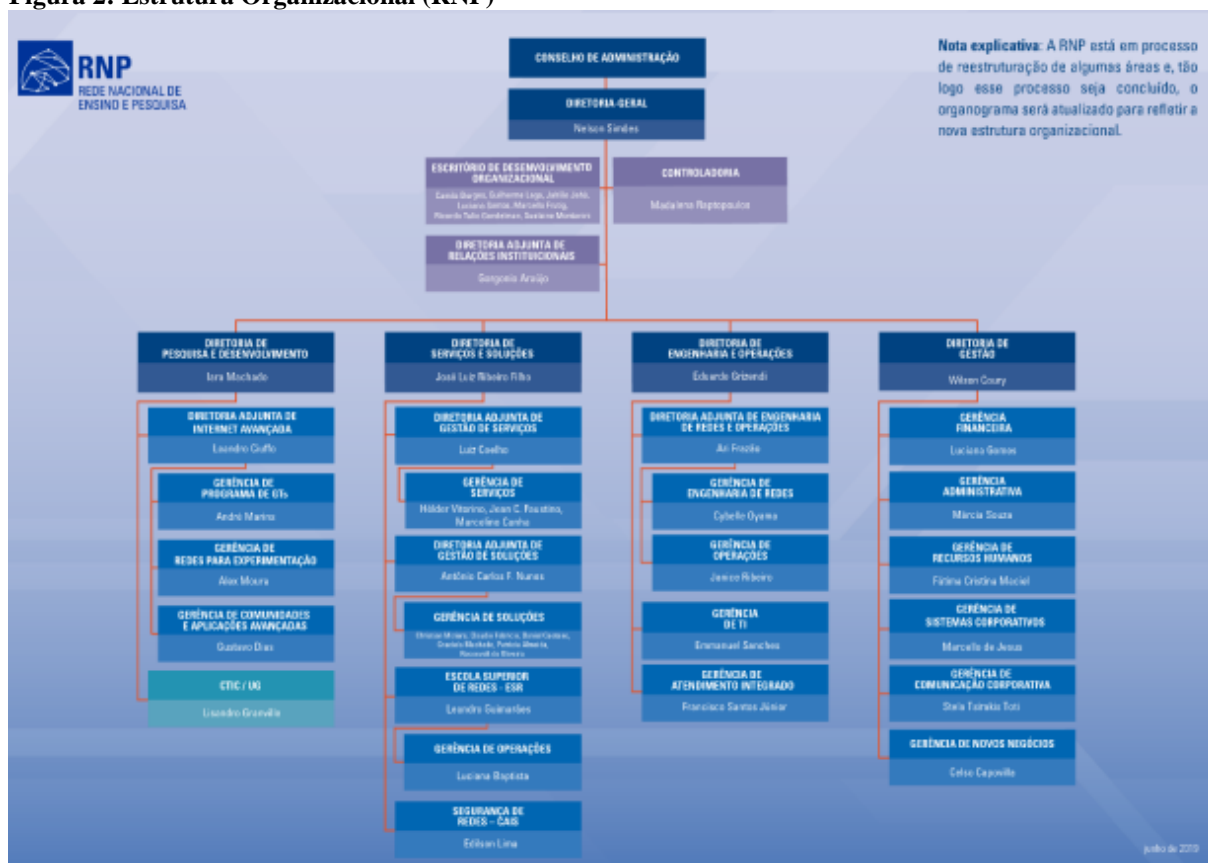 Figura 2: Estrutura Organizacional (RNP)
RNP
REDE NACIONAL DE
ENSINO E PESQUISA
CONSELHO DE ADMINISTRAÇÃO
DIRETORIA-GERAL
Nelson Simões
Nota explicativa: A RNP está em processo
de reestruturação de algumas áreas e, tão
logo esse processo seja concluído, o
organograma será atualizado para refletir a
nova estrutura organizacional.
ESCRITÓRIO DE DESENVOLVIMENTO
ORGANIZACIONAL
CONTROLADORIA
Madalena Raptopoulos
DIRETORIA ADJUNTA DE
RELAÇÕES INSTITUICIONAIS
Gorgonio Araújo
DIRETORIA DE
PESQUISA E DESENVOLVIMENTO
Iara Machado
DIRETORIA ADJUNTA DE
INTERNET AVANÇADA
Leandro Ciuffo
GERÊNCIA DE
PROGRAMA DE GTs
André Marins
GERÊNCIA DE
REDES PARA EXPERIMENTAÇÃO
Alex Moura
GERÊNCIA DE COMUNIDADES
E APLICAÇÕES AVANÇADAS
Gustavo Dias
CTIC / UG
Lisandro Granville
DIRETORIA DE
SERVIÇOS E SOLUÇÕES
José Luiz Ribeiro Filho
DIRETORIA ADJUNTA DE
GESTÃO DE SERVIÇOS
Luiz Coelho
GERÊNCIA DE
SERVIÇOS
Hélder Vitorino, Jean C. Faustino,
Marcelino Cunha
DIRETORIA ADJUNTA DE
GESTÃO DE SOLUÇÕES
Antônio Carlos F. Nunes
GERÊNCIA DE SOLUÇÕES
ESCOLA SUPERIOR
DE REDES - ESR
Leandro Guimarães
GERÊNCIA DE OPERAÇÕES
Luciana Baptista
SEGURANÇA DE
REDES – CAIS
Edilson Lima
DIRETORIA DE
ENGENHARIA E OPERAÇÕES
Eduardo Grizendi
DIRETORIA ADJUNTA DE ENGENHARIA
DE REDES E OPERAÇÕES
Ari Frazão
GERÊNCIA DE
ENGENHARIA DE REDES
Cybelle Oyama
GERÊNCIA DE
OPERAÇÕES
Janice Ribeiro
GERÊNCIA
DE TI
Emmanuel Sanches
GERÊNCIA DE
ATENDIMENTO INTEGRADO
Francisco Santos Júnior
DIRETORIA DE
GESTÃO
Wilson Coury
GERÊNCIA
FINANCEIRA
Luciana Gomes
GERÊNCIA
ADMINISTRATIVA
Márcia Souza
GERÊNCIA DE
RECURSOS HUMANOS
Fátima Cristina Maciel
GERÊNCIA DE
SISTEMAS CORPORATIVOS
Marcello de Jesus
GERÊNCIA DE
COMUNICAÇÃO CORPORATIVA
Stela Tsirakis Toti
GERÊNCIA DE NOVOS NEGÓCIOS
Celso Capovilla
junho de 2019